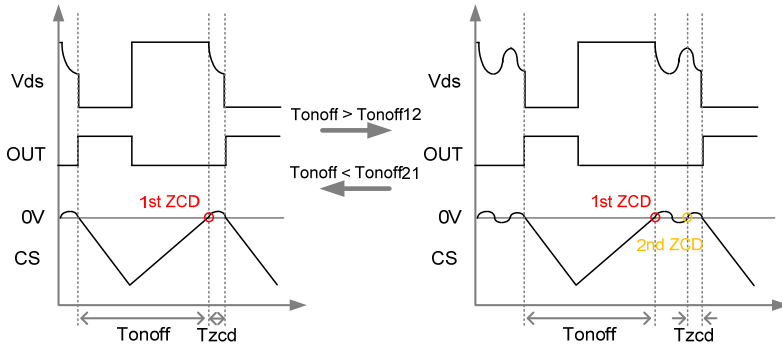 Vds
OUT
0V
CS
1st ZCD
Tonoff
Tzcd
Tonoff > Tonoff12
Tonoff < Tonoff21
Vds
OUT
0V
CS
1st ZCD
2nd ZCD
Tonoff
Tzcd